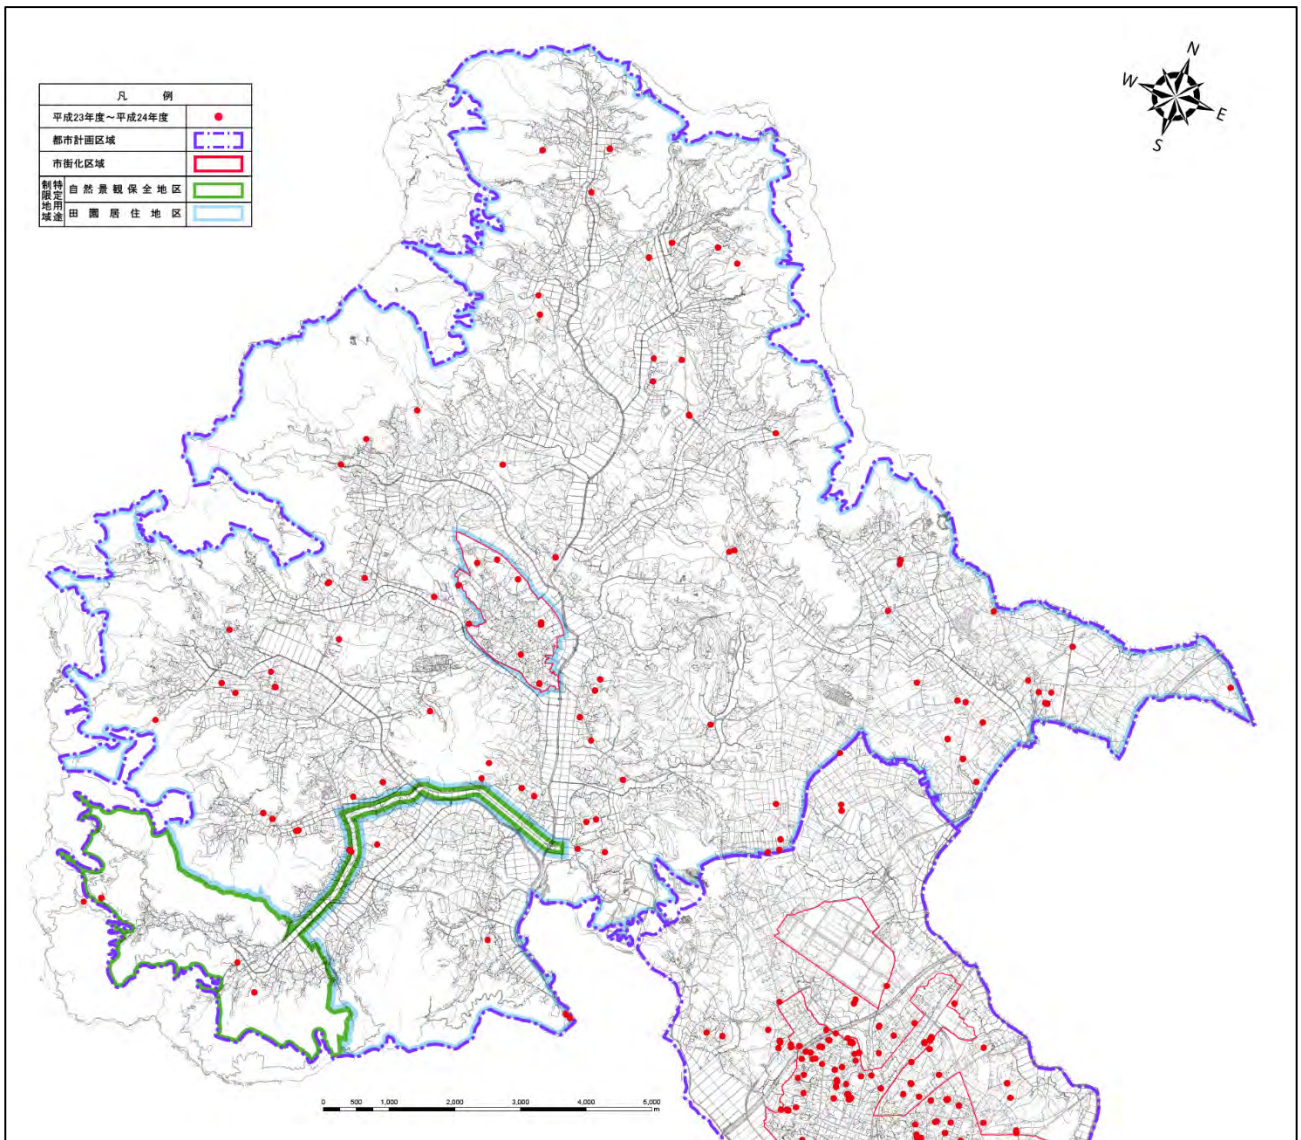 凡 例
平成23年度～平成24年度
都市計画区域
市街化区域
特定用途制限地域
自然景観保全地区
田園居住地区
N
W
E
S
0 500 1,000 2,000 3,000 4,000 5,000 m